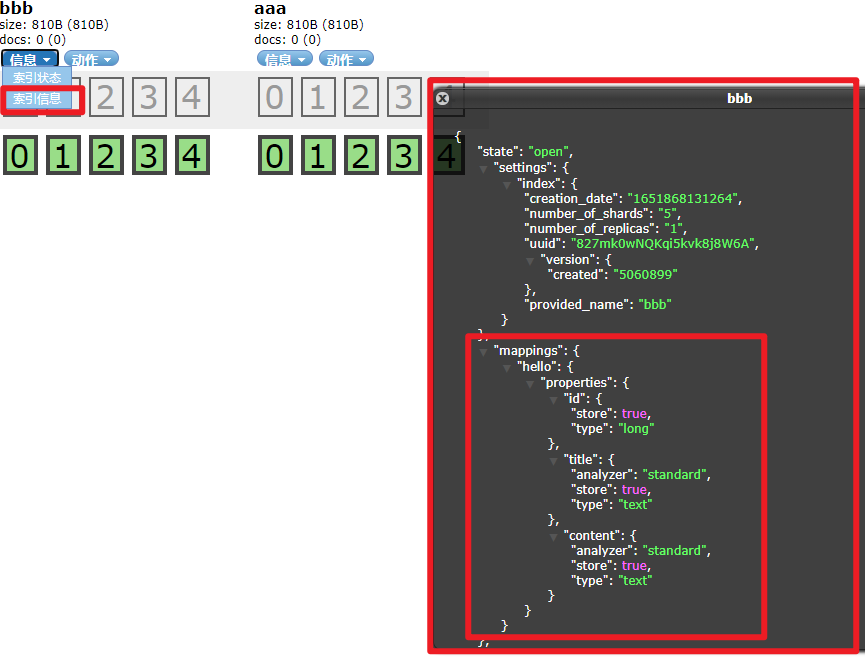 bbb
size: 810B (810B)
docs: 0 (0)
信息 动作
索引状态
索引信息
2 3 4
0 1 2 3 4
aaa
size: 810B (810B)
docs: 0 (0)
信息 动作
0 1 2 3 4
0 1 2 3 4
bbb
{
"state": "open",
"settings": {
"index": {
"creation_date": "1651868131264",
"number_of_shards": "5",
"number_of_replicas": "1",
"uuid": "827mk0wNQKqi5kvk8j8W6A",
"version": {
"created": "5060899"
},
"provided_name": "bbb"
}
},
"mappings": {
"hello": {
"properties": {
"id": {
"store": true,
"type": "long"
},
"title": {
"analyzer": "standard",
"store": true,
"type": "text"
},
"content": {
"analyzer": "standard",
"store": true,
"type": "text"
}
}
}
},